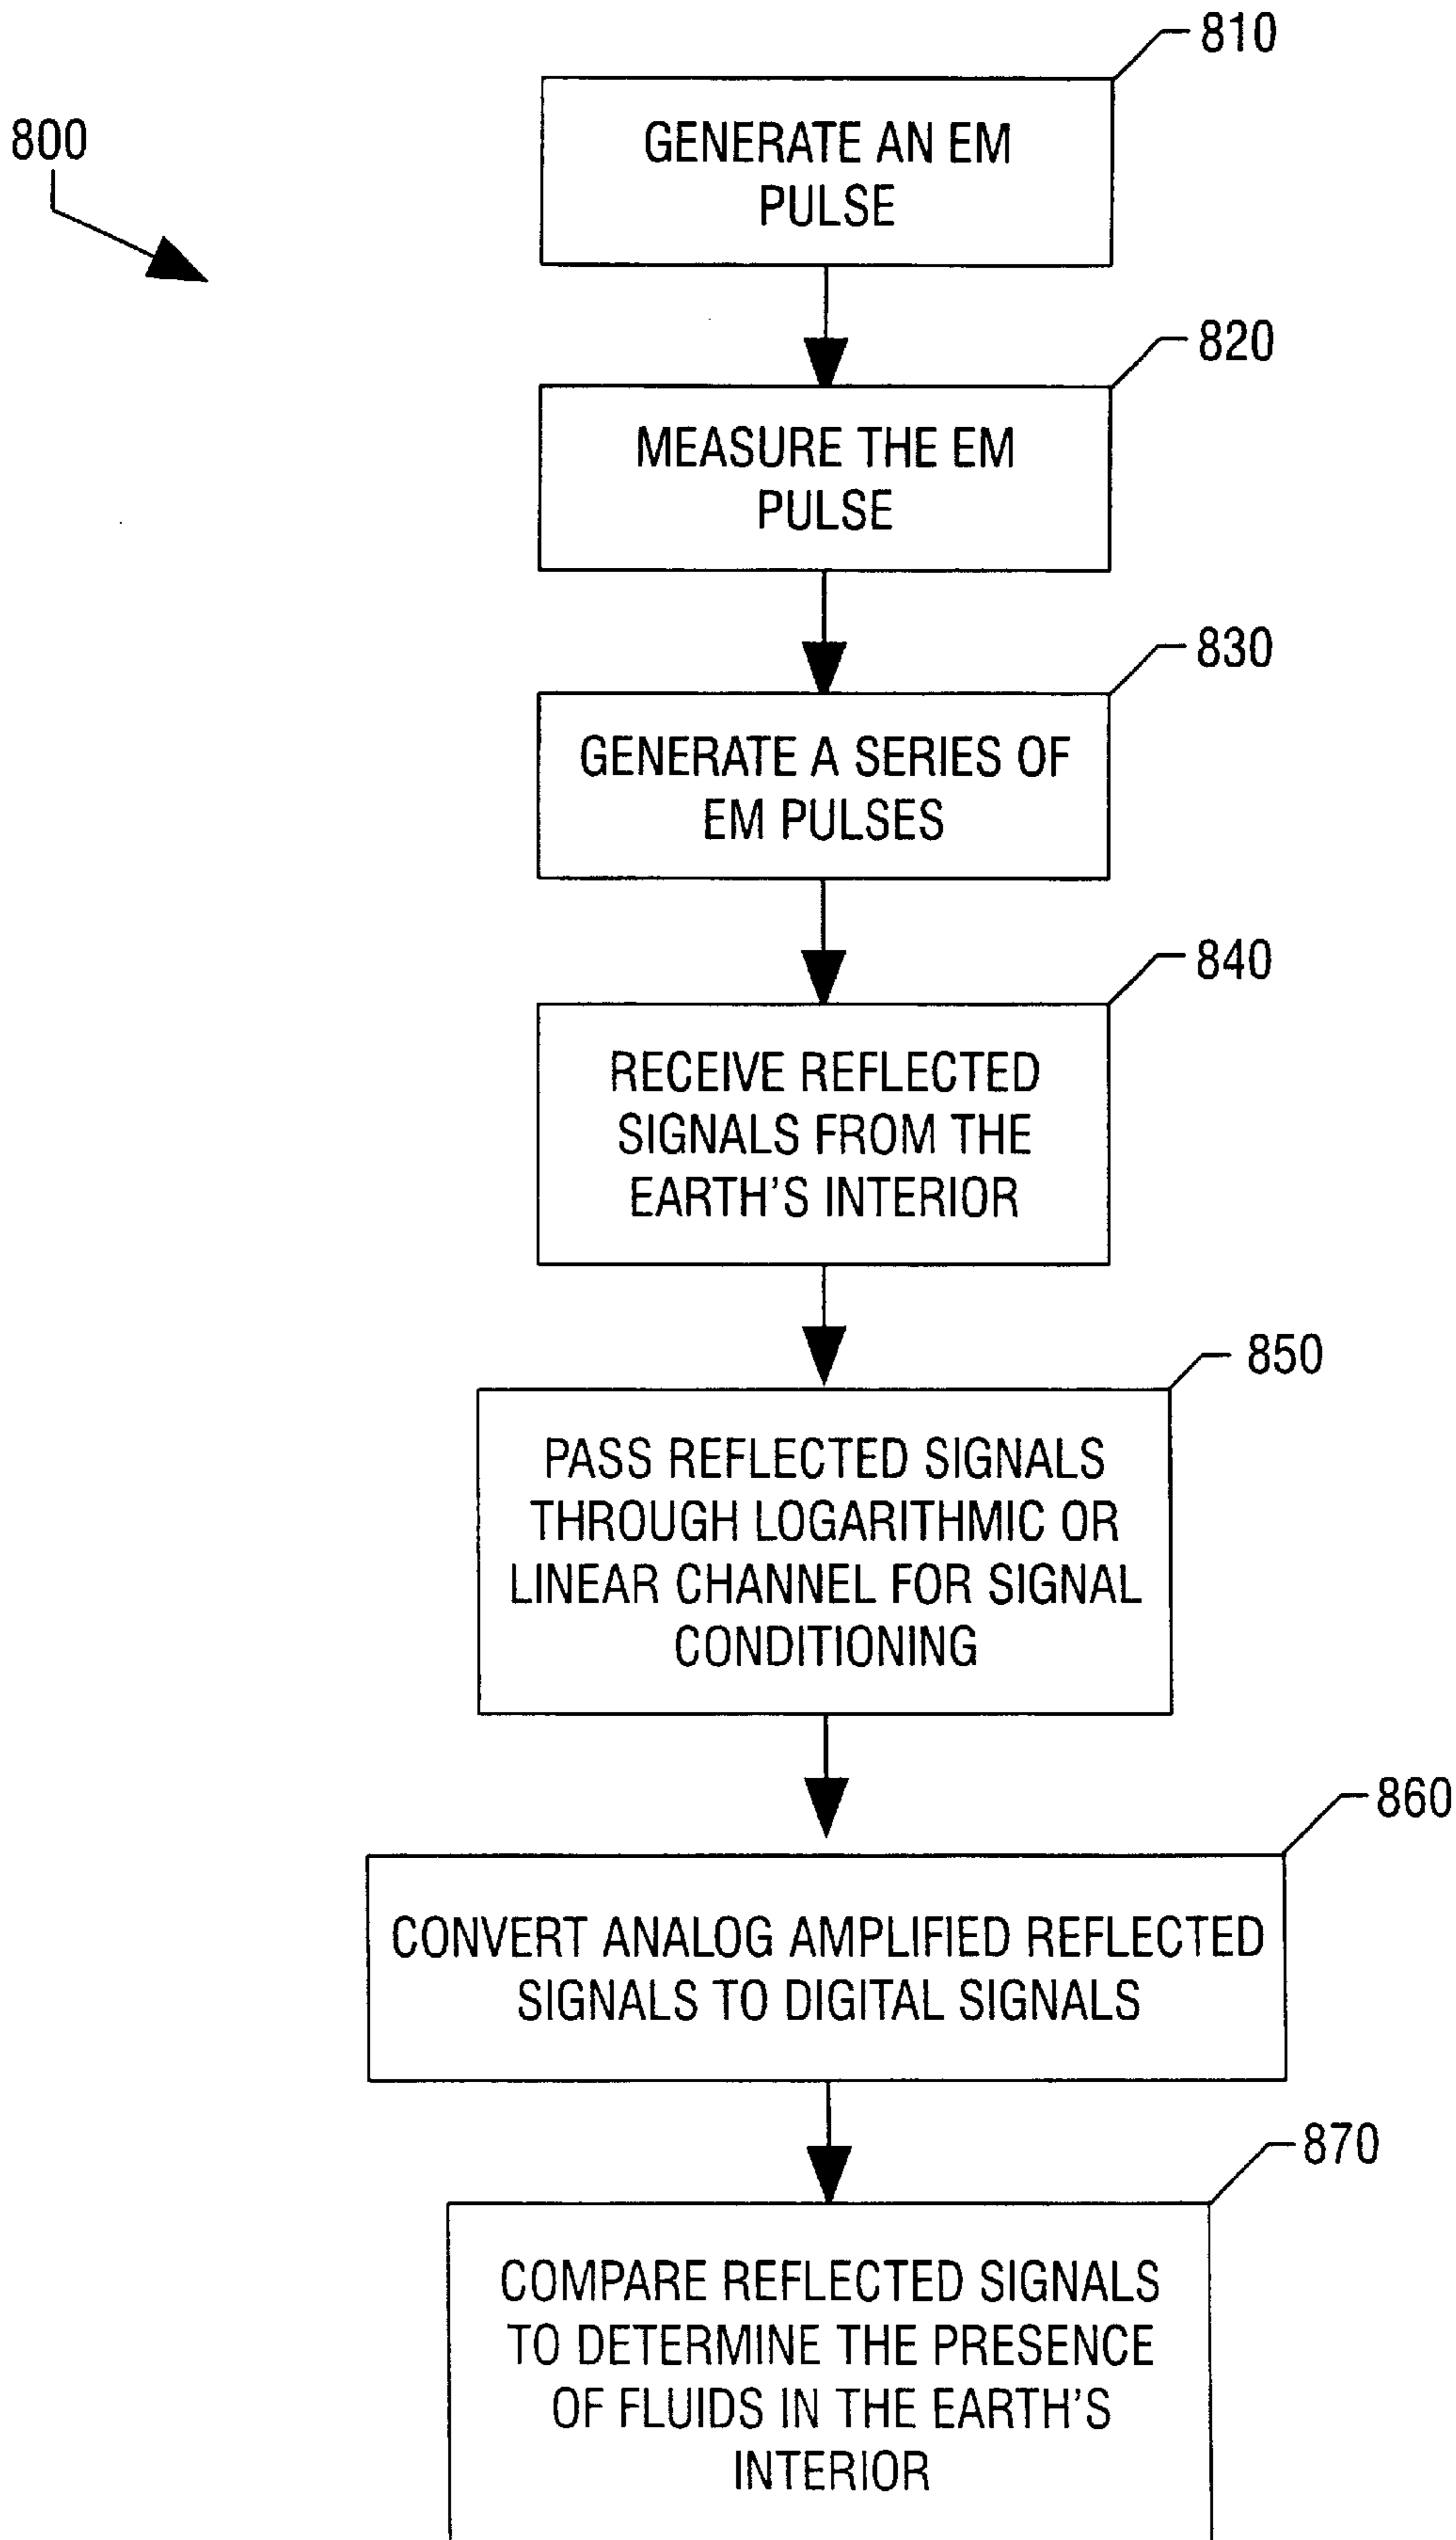 800
810
GENERATE AN EM
PULSE
820
MEASURE THE EM
PULSE
830
GENERATE A SERIES OF
EM PULSES
840
RECEIVE REFLECTED
SIGNALS FROM THE
EARTH'S INTERIOR
850
PASS REFLECTED SIGNALS
THROUGH LOGARITHMIC OR
LINEAR CHANNEL FOR SIGNAL
CONDITIONING
860
CONVERT ANALOG AMPLIFIED REFLECTED
SIGNALS TO DIGITAL SIGNALS
870
COMPARE REFLECTED SIGNALS
TO DETERMINE THE PRESENCE
OF FLUIDS IN THE EARTH'S
INTERIOR